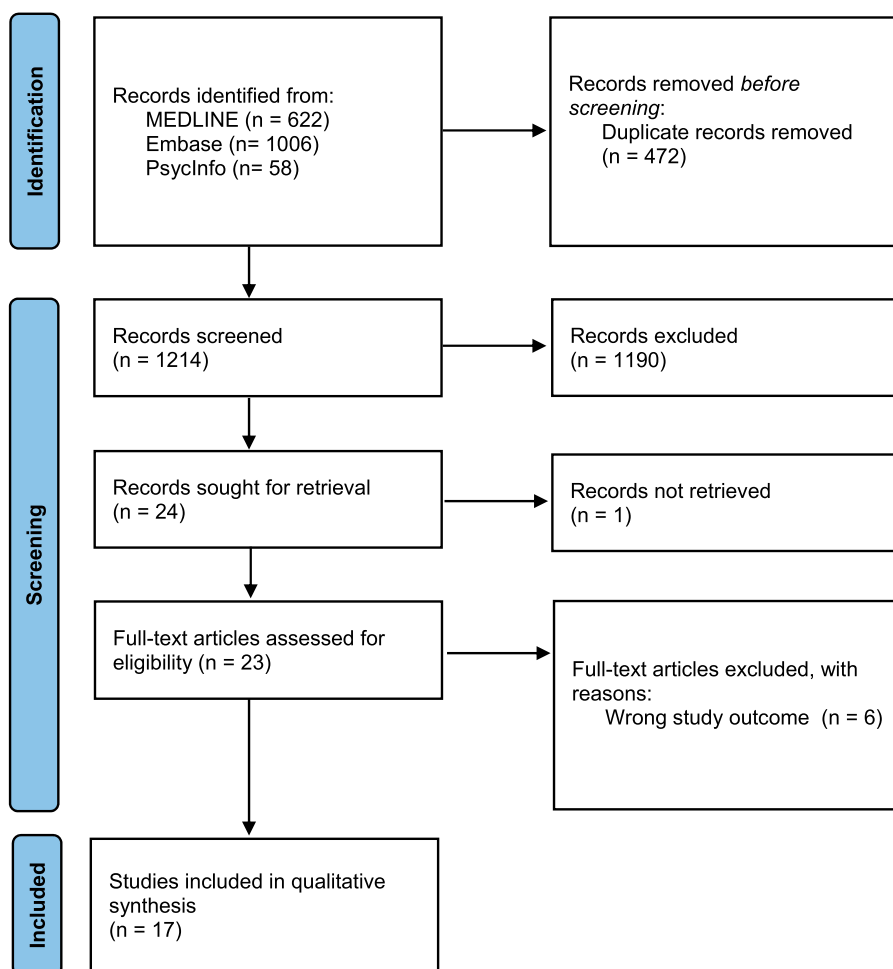 Identification
Records identified from:
MEDLINE (n = 622)
Embase (n= 1006)
PsycInfo (n= 58)
Records removed before
screening:
Duplicate records removed
(n = 472)
Screening
Records screened
(n = 1214)
Records excluded
(n = 1190)
Records sought for retrieval
(n = 24)
Records not retrieved
(n = 1)
Full-text articles assessed for
eligibility (n = 23)
Full-text articles excluded, with
reasons:
Wrong study outcome  (n = 6)
Included
Studies included in qualitative
synthesis
(n = 17)